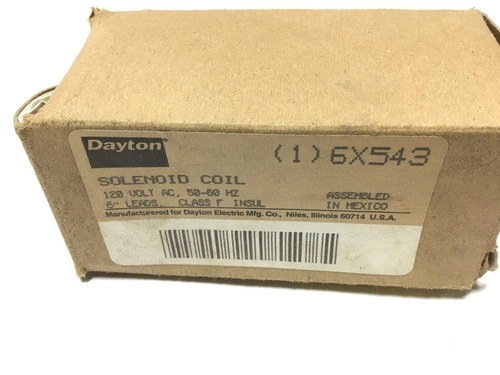 Dayton
(1) 6X543
SOLENOID COIL
120 VOLT AC, 50-60 HZ
6" LEADS, CLASS F INSUL
ASSEMBLED
IN MEXICO
Manufacturered for Dayton Electric Mfg. Co., Niles, Illinois 60714 U.S.A.